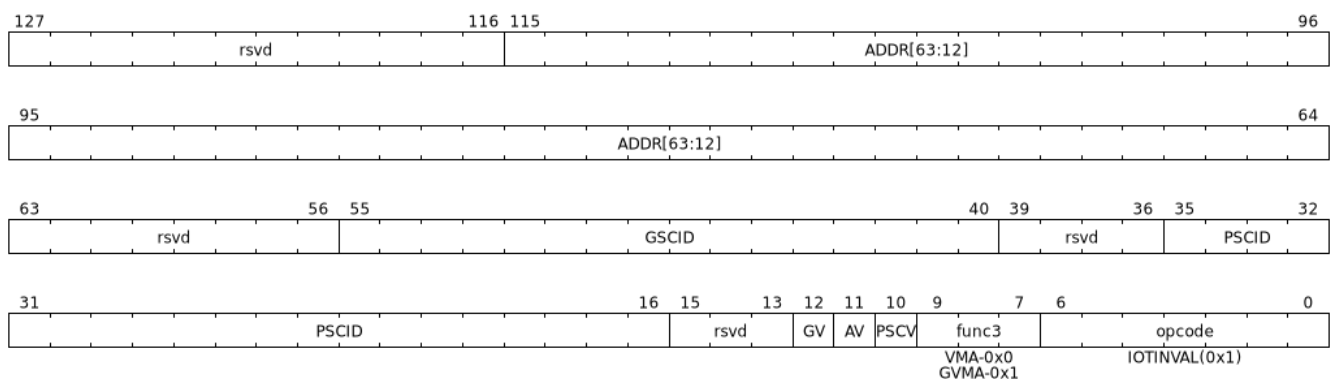 127 116 115 96
rsvd ADDR[63:12]
95 64
ADDR[63:12]
63 56 55 40 39 36 35 32
rsvd GSCID rsvd PSCID
31 16 15 13 12 11 10 9 7 6 0
PSCID rsvd GV AV PSCV func3 opcode
VMA-0x0 IOTINVAL(0x1)
GVMA-0x1